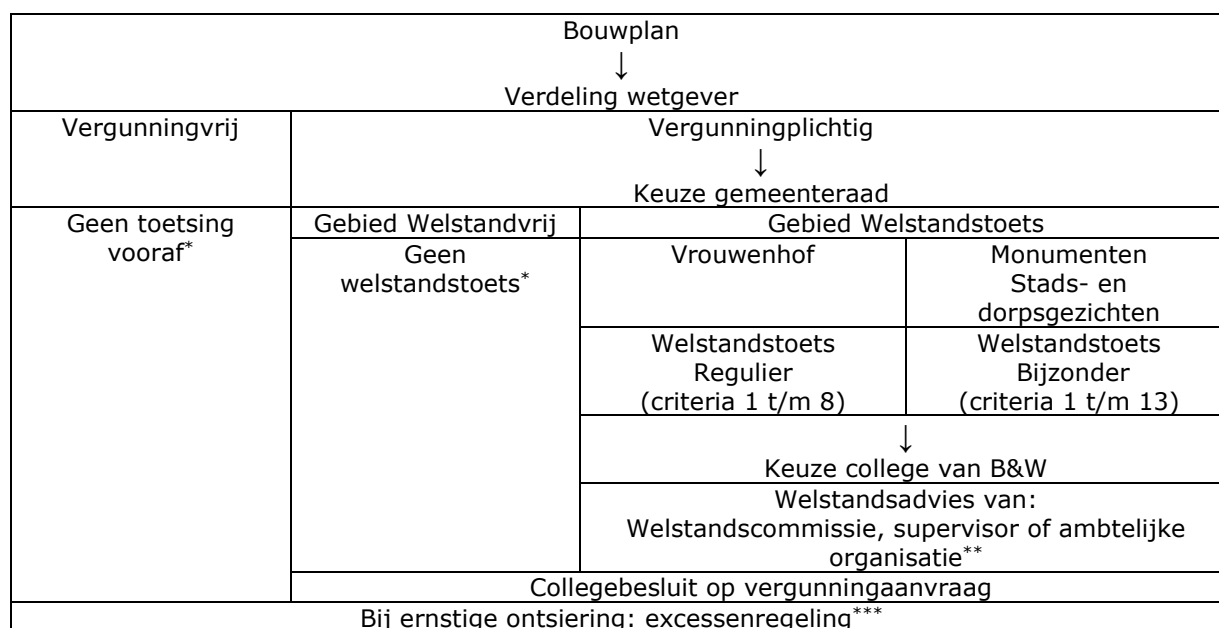 Bouwplan
↓
Verdeling wetgever
Vergunningvrij
Vergunningplichtig
↓
Keuze gemeenteraad
Geen toetsing
vooraf*
Gebied Welstandvrij
Gebied Welstandstoets
Geen
welstandstoets*
Vrouwenhof
Monumenten
Stads- en
dorpsgezichten
Welstandstoets
Regulier
(criteria 1 t/m 8)
Welstandstoets
Bijzonder
(criteria 1 t/m 13)
↓
Keuze college van B&W
Welstandsadvies van:
Welstandscommissie, supervisor of ambtelijke
organisatie**
Collegebesluit op vergunningaanvraag
Bij ernstige ontsiering: excessenregeling***